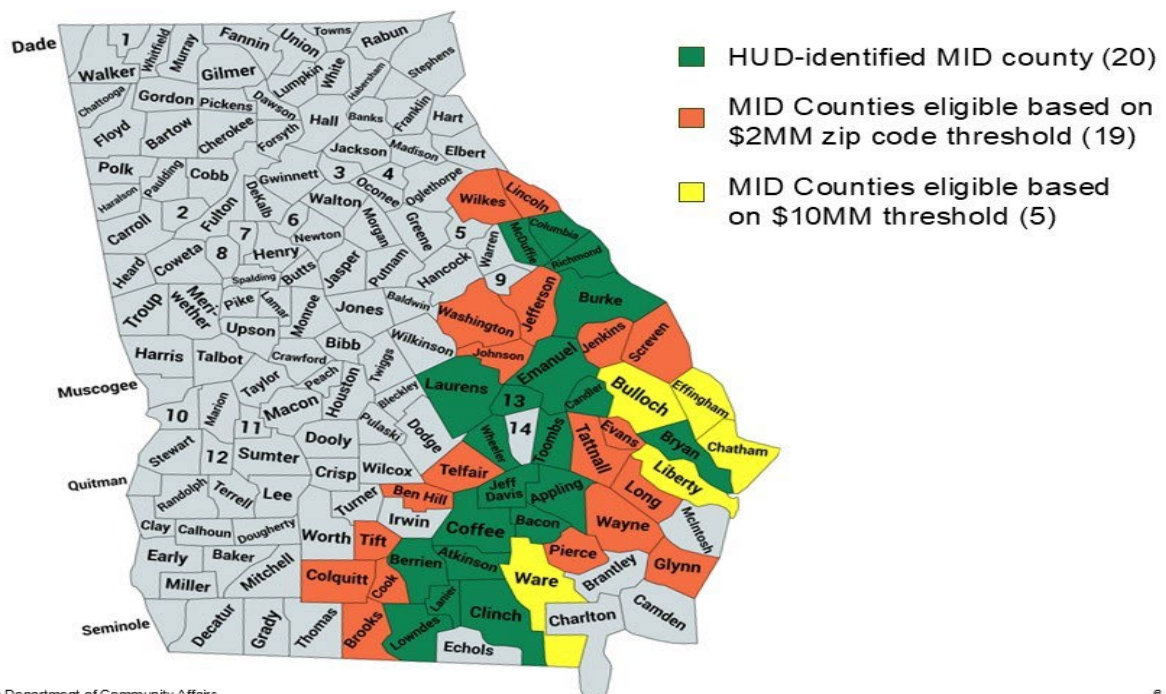 HUD-identified MID county (20)
MID Counties eligible based on
$2MM zip code threshold (19)
MID Counties eligible based
on $10MM threshold (5)
Dade
1
Whitfield
Murray
Fannin
Union
Towns
Rabun
Walker
Gilmer
Lumpkin
White
Habersham
Stephens
Chattooga
Gordon
Pickens
Dawson
Hall
Banks
Franklin
Hart
Floyd
Bartow
Cherokee
Forsyth
Jackson
Madison
Elbert
Polk
Paulding
Cobb
Gwinnett
3
4
Oconee
Oglethorpe
Wilkes
Lincoln
Haralson
DeKalb
Walton
Carroll
2
Fulton
6
Morgan
Greene
5
Warren
McDuffie
Columbia
7
Newton
Richmond
Heard
Coweta
8
Henry
Spalding
Butts
Jasper
Putnam
Hancock
9
Troup
Meri-
wether
Pike
Lamar
Monroe
Jones
Baldwin
Washington
Jefferson
Burke
Upson
Bibb
Wilkinson
Johnson
Jenkins
Screven
Harris
Talbot
Crawford
Twiggs
Emanuel
Muscogee
Taylor
Peach
Houston
Bleckley
Laurens
13
Candler
Bulloch
Effingham
10
Marion
11
Macon
Pulaski
Dodge
Wheeler
14
Toombs
Tattnall
Evans
Bryan
Chatham
Stewart
12
Sumter
Dooly
Quitman
Crisp
Wilcox
Telfair
Liberty
Randolph
Terrell
Lee
Turner
Ben Hill
Jeff
Davis
Appling
Long
Clay
Calhoun
Dougherty
Worth
Tift
Irwin
Coffee
Bacon
Wayne
McIntosh
Early
Baker
Mitchell
Berrien
Atkinson
Pierce
Miller
Colquitt
Cook
Ware
Brantley
Glynn
Seminole
Decatur
Grady
Thomas
Brooks
Lowndes
Lanier
Clinch
Echols
Charlton
Camden
Department of Community Affairs